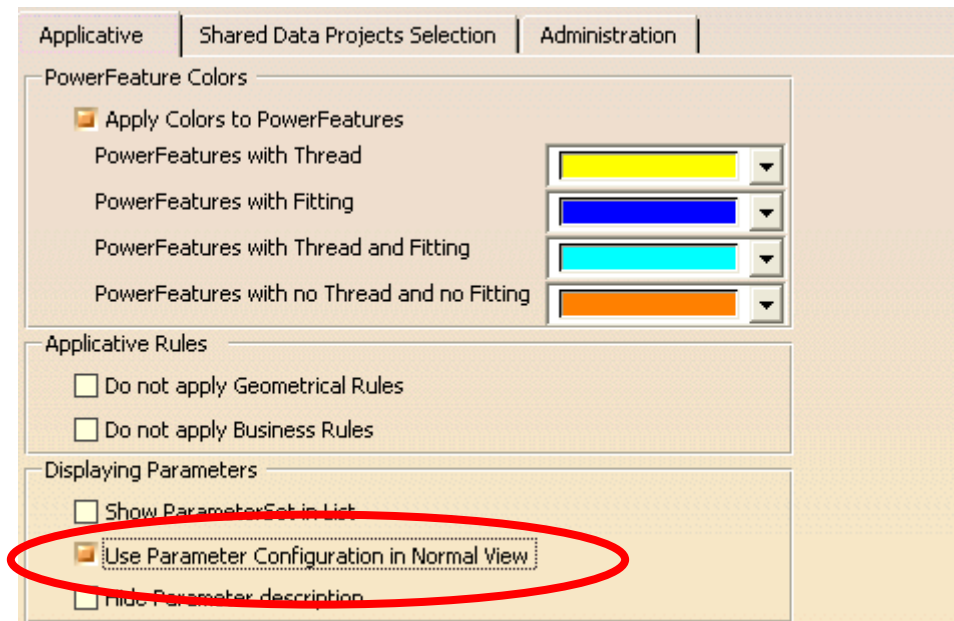 Applicative Shared Data Projects Selection Administration
PowerFeature Colors
Apply Colors to PowerFeatures
PowerFeatures with Thread
PowerFeatures with Fitting
PowerFeatures with Thread and Fitting
PowerFeatures with no Thread and no Fitting
Applicative Rules
Do not apply Geometrical Rules
Do not apply Business Rules
Displaying Parameters
Show ParameterSet in List
Use Parameter Configuration in Normal View
Hide Parameter description